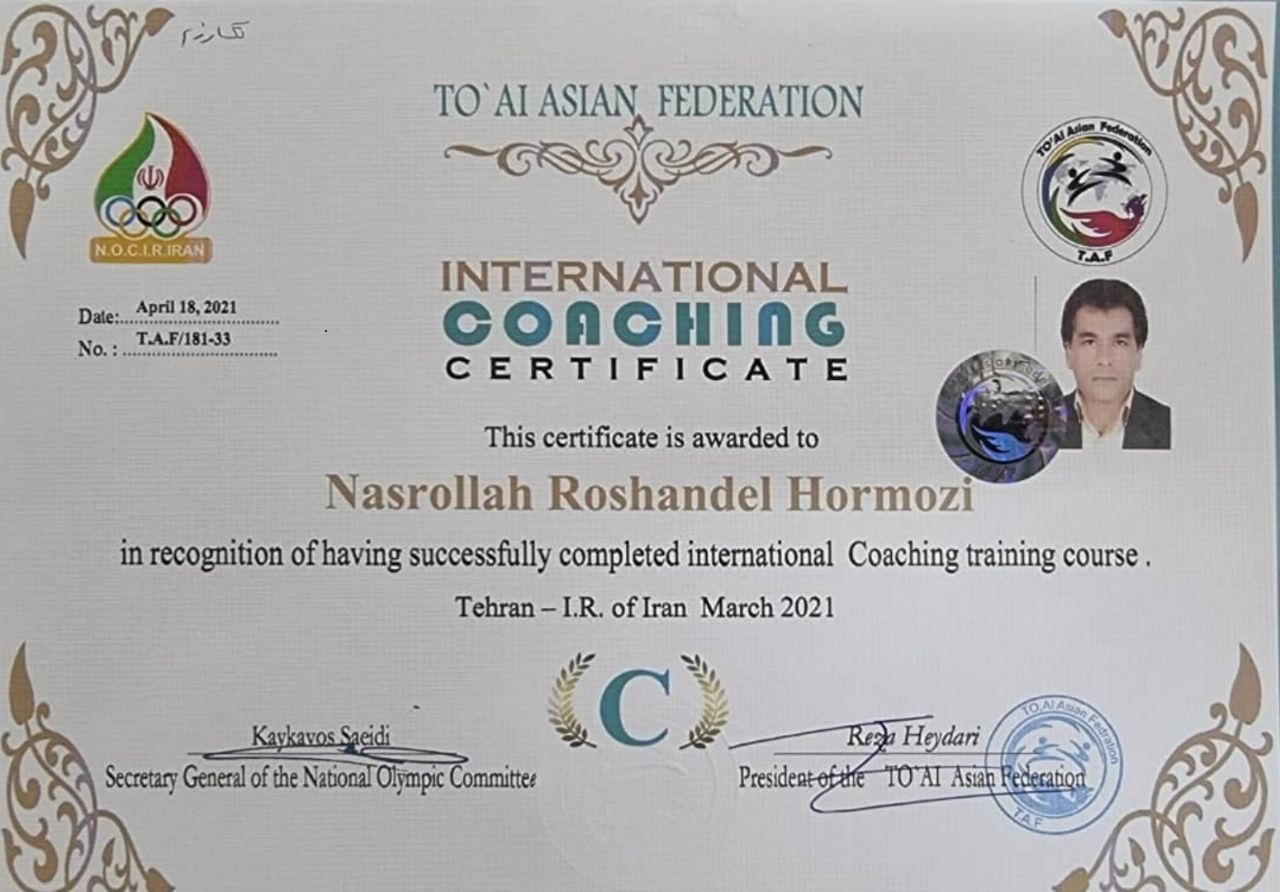 TO`AI ASIAN FEDERATION
N.O.C.I.R.IRAN
TO'AI Asian Federation
T.A.F
Date: April 18, 2021
No. : T.A.F/181-33
INTERNATIONAL
COACHING
CERTIFICATE
This certificate is awarded to
Nasrollah Roshandel Hormozi
in recognition of having successfully completed international Coaching training course .
Tehran – I.R. of Iran March 2021
C
Kaykavos Saeidi
Secretary General of the National Olympic Committee
Reza Heydari
President of the TO`AI Asian Federation
TO,AI Asian Federation
T.A.F